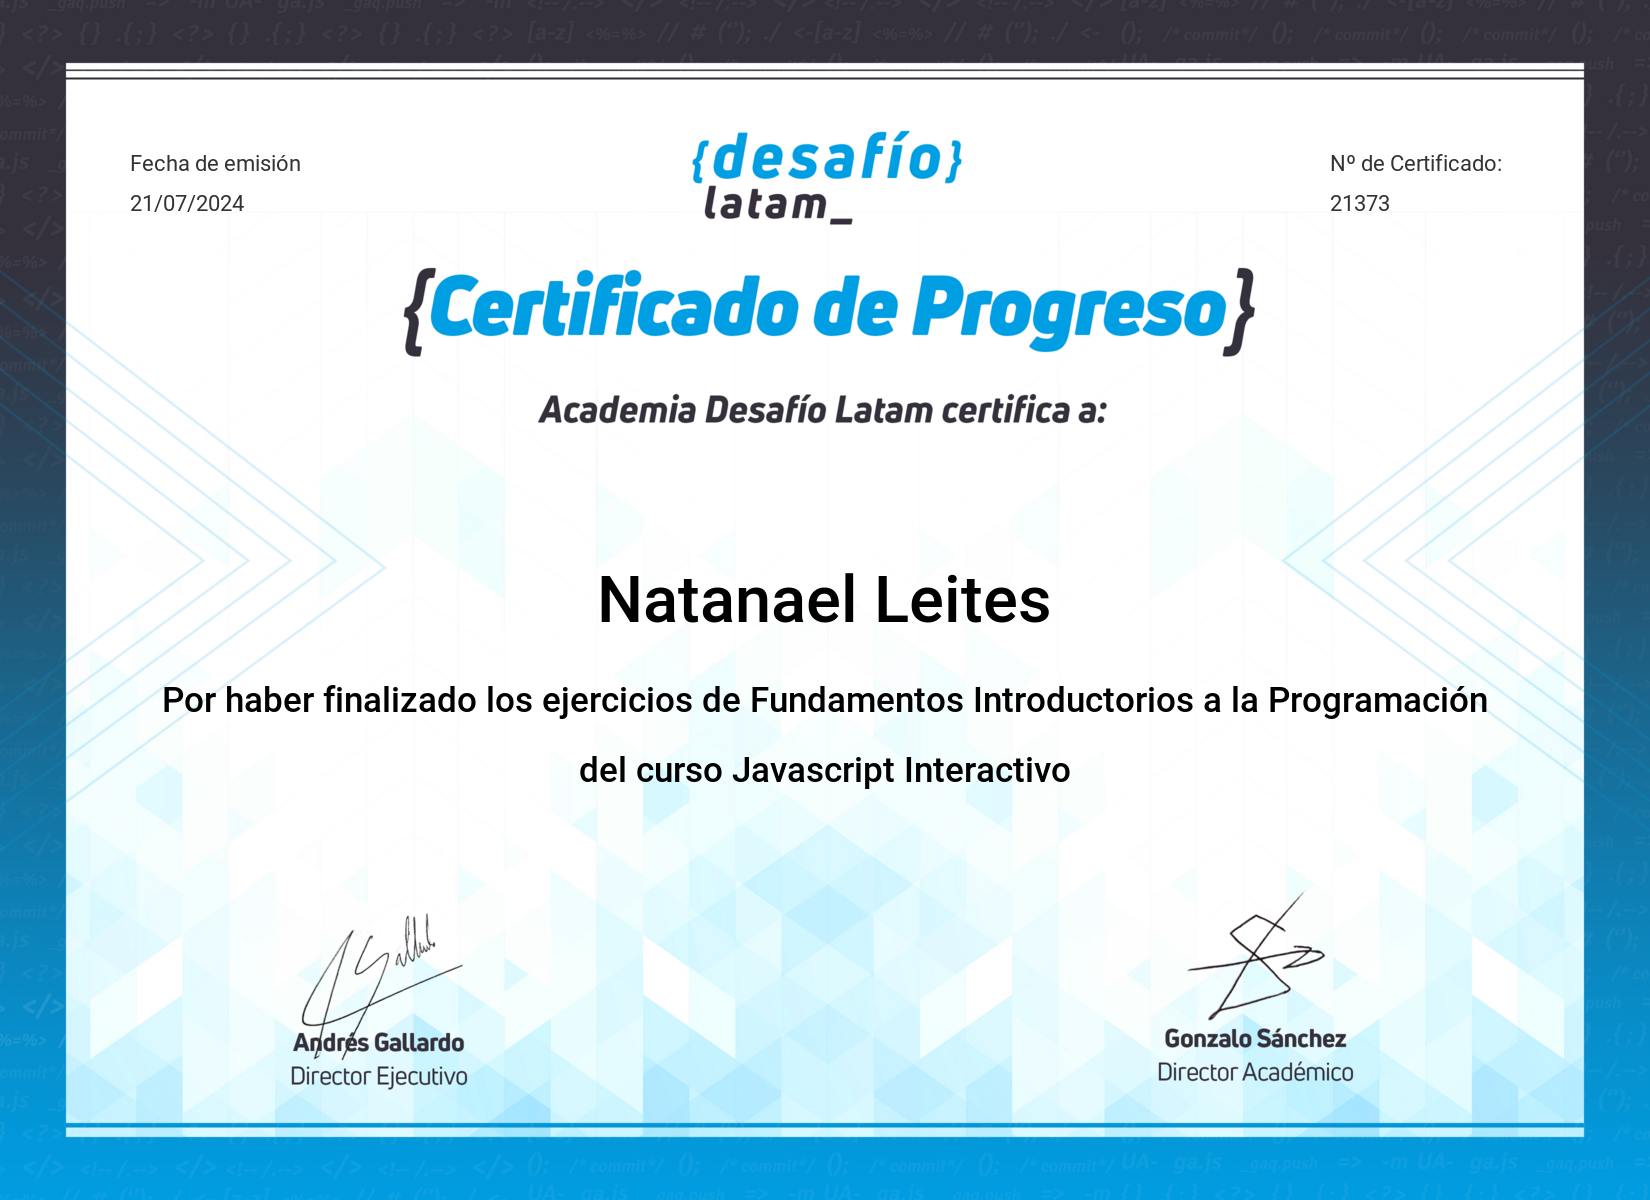 Fecha de emisión
21/07/2024
{desafío}
latam_
Nº de Certificado:
21373
{Certificado de Progreso}
Academia Desafío Latam certifica a:
Natanael Leites
Por haber finalizado los ejercicios de Fundamentos Introductorios a la Programación
del curso Javascript Interactivo
Andrés Gallardo
Director Ejecutivo
Gonzalo Sánchez
Director Académico